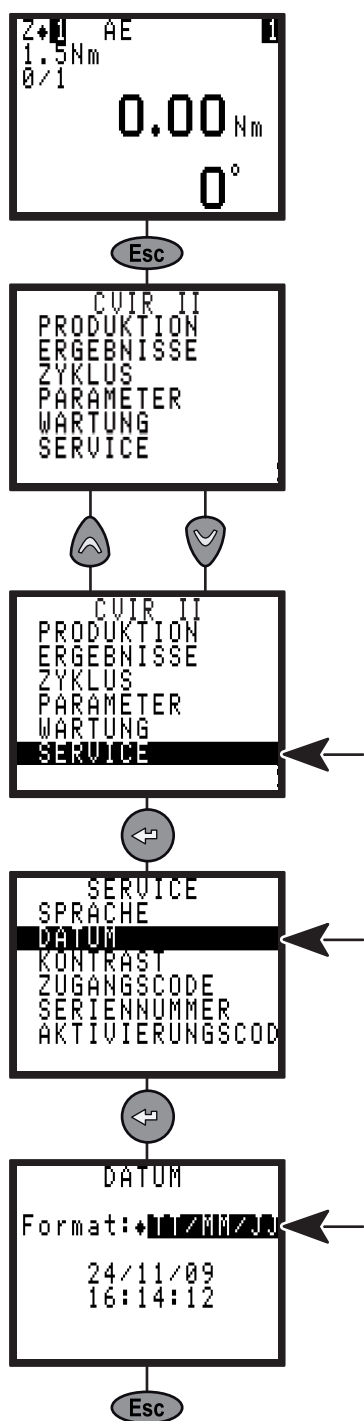 Z♦1 AE 1
1.5Nm
0/1
0.00 Nm
0°
Esc
CVIR II
PRODUKTION
ERGEBNISSE
ZYKLUS
PARAMETER
WARTUNG
SERVICE
CVIR II
PRODUKTION
ERGEBNISSE
ZYKLUS
PARAMETER
WARTUNG
SERVICE
SERVICE
SPRACHE
DATUM
KONTRAST
ZUGANGSCODE
SERIENNUMMER
AKTIVIERUNGSCOD
DATUM
Format:♦TT/MM/JJ
24/11/09
16:14:12
Esc